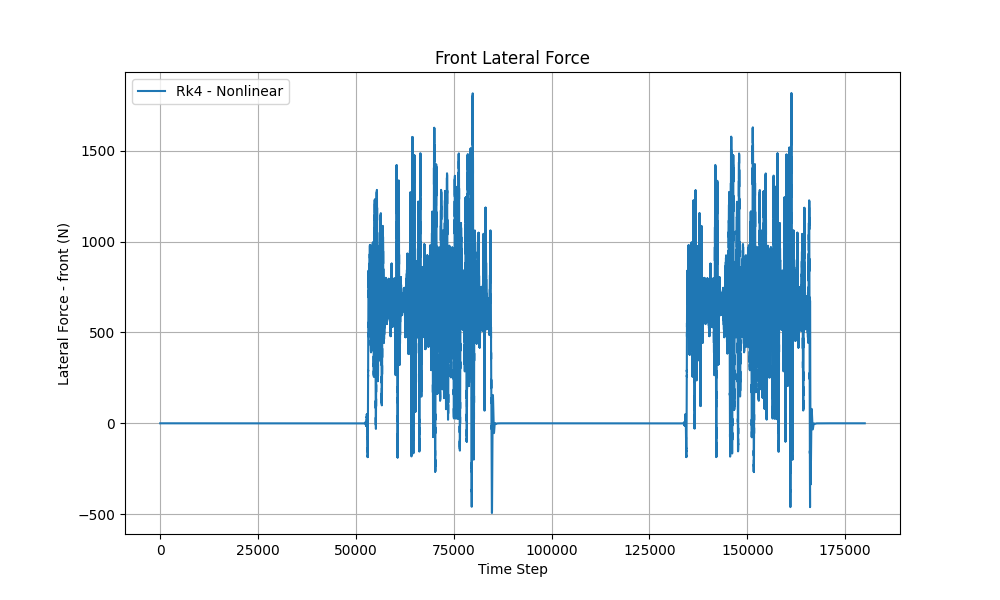 Front Lateral Force
Rk4 - Nonlinear
Lateral Force - front (N)
1500
1000
500
0
−500
0 25000 50000 75000 100000 125000 150000 175000
Time Step